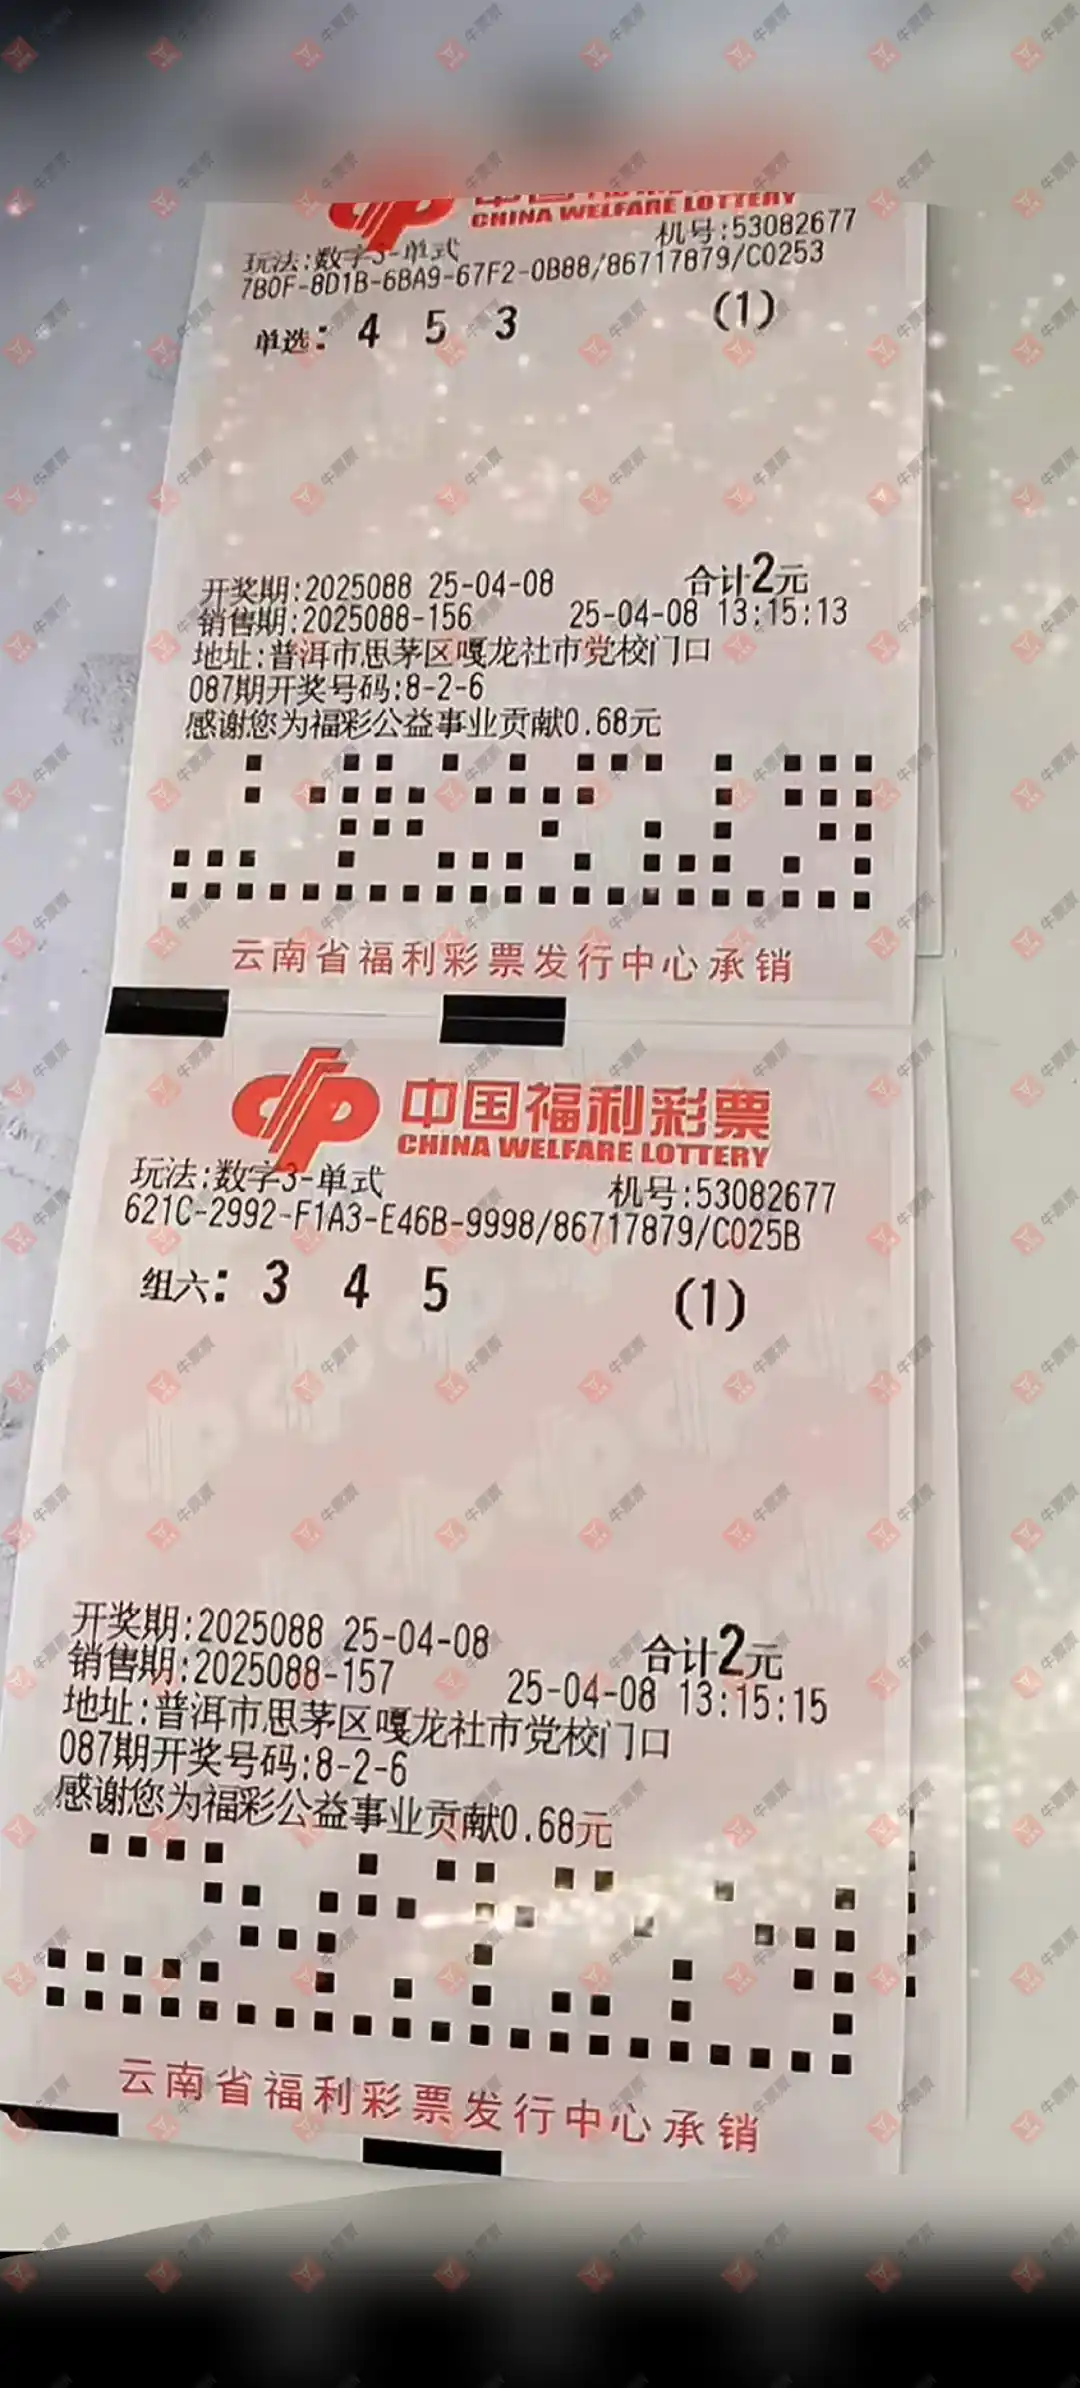 CHINA WELFARE LOTTERY
玩法:数字3-单式 机号:53082677
7B0F-8D1B-6BA9-67F2-0B88/86717879/C0253
单选: 4 5 3 (1)
开奖期:2025088 25-04-08 合计2元
销售期:2025088-156 25-04-08 13:15:13
地址:普洱市思茅区嘎龙社市党校门口
087期开奖号码:8-2-6
感谢您为福彩公益事业贡献0.68元
云南省福利彩票发行中心承销
中国福利彩票
CHINA WELFARE LOTTERY
玩法:数字3-单式 机号:53082677
621C-2992-F1A3-E46B-9998/86717879/C025B
组六: 3 4 5 (1)
开奖期:2025088 25-04-08 合计2元
销售期:2025088-157 25-04-08 13:15:15
地址:普洱市思茅区嘎龙社市党校门口
087期开奖号码:8-2-6
感谢您为福彩公益事业贡献0.68元
云南省福利彩票发行中心承销